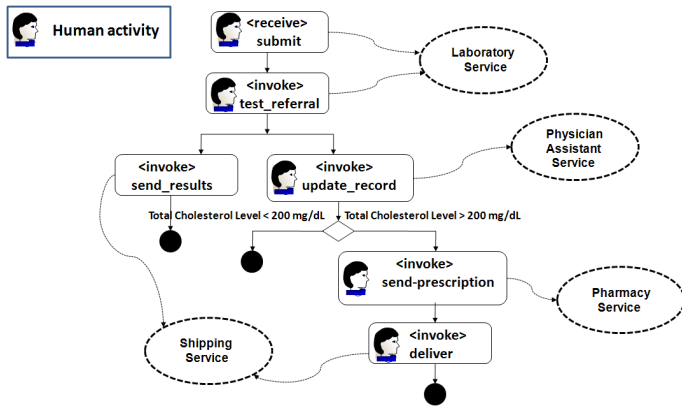 Human activity
<receive>
submit
Laboratory
Service
<invoke>
test_referral
Physician
Assistant
Service
<invoke>
send_results
<invoke>
update_record
Total Cholesterol Level < 200 mg/dL
Total Cholesterol Level > 200 mg/dL
<invoke>
send-prescription
Pharmacy
Service
Shipping
Service
<invoke>
deliver